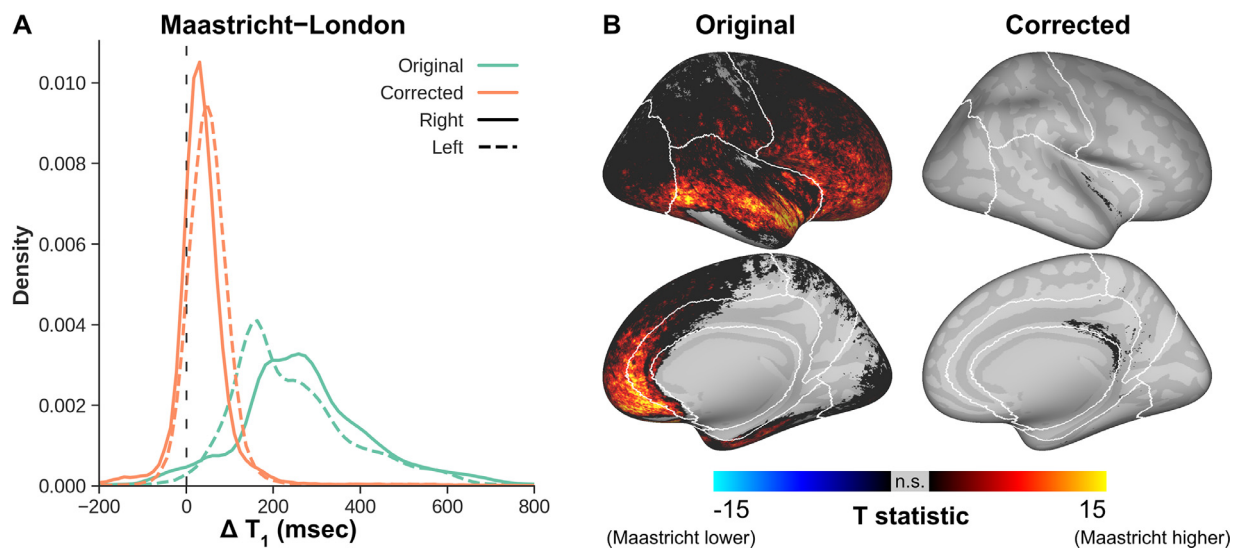 A
Maastricht−London
Original
Corrected
Right
Left
Density
0.010
0.008
0.006
0.004
0.002
0.000
−200
0
200
400
600
800
Δ T1 (msec)
B
Original
Corrected
n.s.
-15
15
T statistic
(Maastricht lower)
(Maastricht higher)